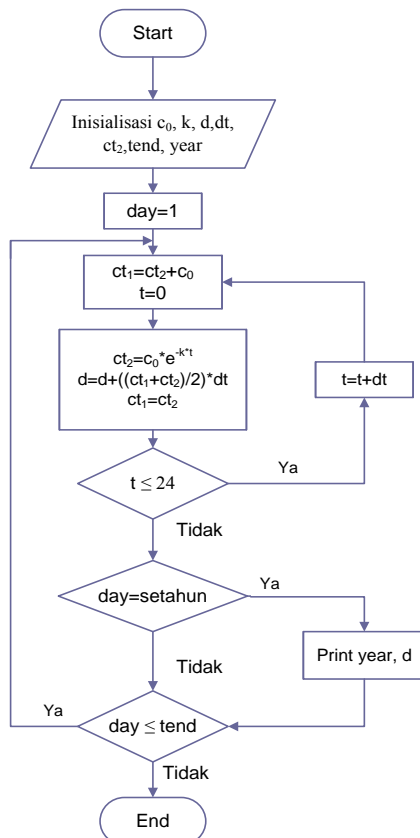 Start
Inisialisasi c₀, k, d,dt,
ct₂,tend, year
day=1
ct₁=ct₂+c₀
t=0
ct₂=c₀*e⁻ᵏ*ᵗ
d=d+((ct₁+ct₂)/2)*dt
ct₁=ct₂
t=t+dt
t ≤ 24
Ya
Tidak
day=setahun
Ya
Print year, d
Tidak
Ya
day ≤ tend
Tidak
End